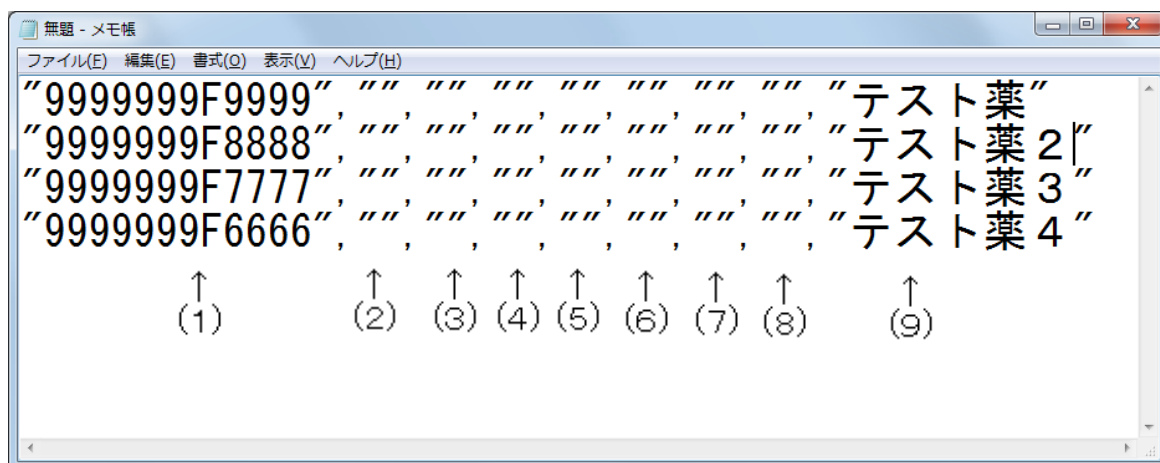 無題 - メモ帳
ファイル(F) 編集(E) 書式(O) 表示(V) ヘルプ(H)
"9999999F9999","","","","","","","","テスト薬"
"9999999F8888","","","","","","","","テスト薬２"
"9999999F7777","","","","","","","","テスト薬３"
"9999999F6666","","","","","","","","テスト薬４"
↑ ↑ ↑ ↑ ↑ ↑ ↑ ↑ ↑
(1) (2) (3) (4) (5) (6) (7) (8) (9)